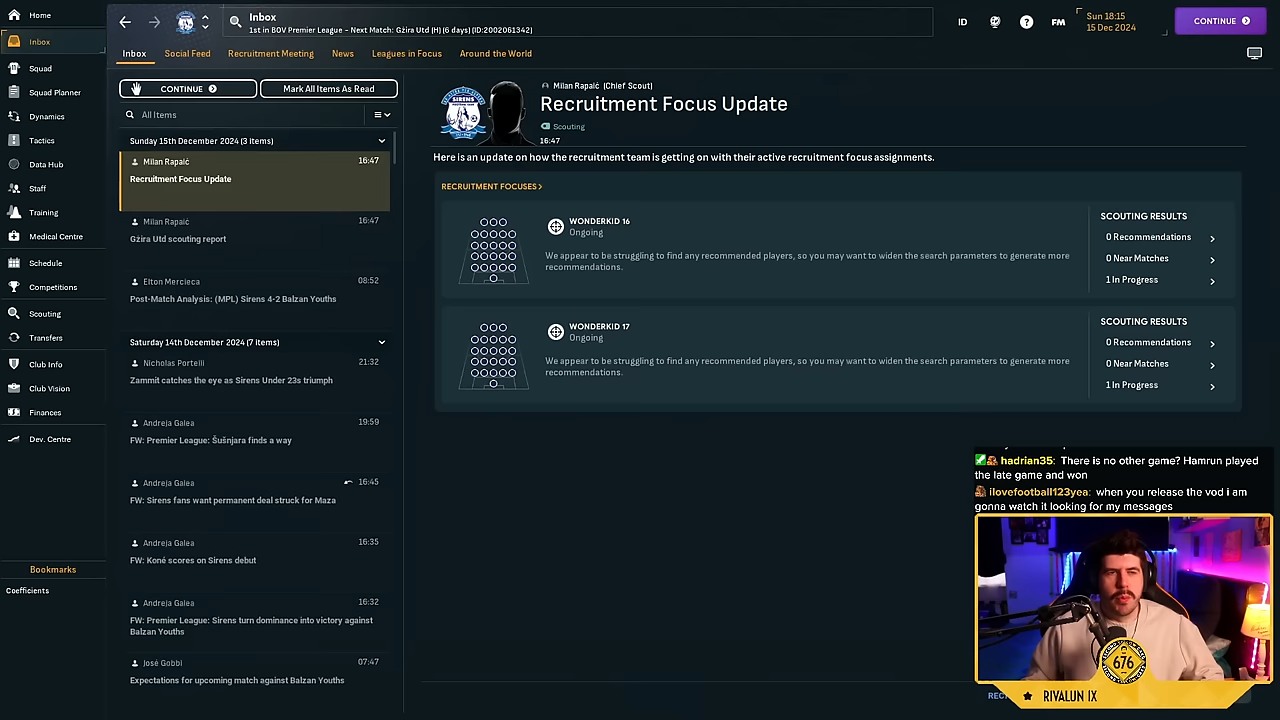 Home
Inbox
Squad
Squad Planner
Dynamics
Tactics
Data Hub
Staff
Training
Medical Centre
Schedule
Competitions
Scouting
Transfers
Club Info
Club Vision
Finances
Dev. Centre
Bookmarks
Coefficients
Inbox
1st in BOV Premier League - Next Match: Gżira Utd (H) (6 days) (ID:2002061342)
ID
FM
Sun 18:15
15 Dec 2024
CONTINUE
Inbox
Social Feed
Recruitment Meeting
News
Leagues in Focus
Around the World
CONTINUE
Mark All Items As Read
All Items
Sunday 15th December 2024 (3 items)
Milan Rapaić 16:47
Recruitment Focus Update
Milan Rapaić 16:47
Gżira Utd scouting report
Elton Mercieca 08:52
Post-Match Analysis: (MPL) Sirens 4-2 Balzan Youths
Saturday 14th December 2024 (7 items)
Nicholas Portelli 21:32
Zammit catches the eye as Sirens Under 23s triumph
Andreja Galea 19:59
FW: Premier League: Šušnjara finds a way
Andreja Galea 16:45
FW: Sirens fans want permanent deal struck for Maza
Andreja Galea 16:35
FW: Koné scores on Sirens debut
Andreja Galea 16:32
FW: Premier League: Sirens turn dominance into victory against
Balzan Youths
José Gobbi 07:47
Expectations for upcoming match against Balzan Youths
SIRENS
Milan Rapaić (Chief Scout)
Recruitment Focus Update
Scouting
16:47
Here is an update on how the recruitment team is getting on with their active recruitment focus assignments.
RECRUITMENT FOCUSES
WONDERKID 16
Ongoing
We appear to be struggling to find any recommended players, so you may want to widen the search parameters to generate more
recommendations.
SCOUTING RESULTS
0 Recommendations
0 Near Matches
1 In Progress
WONDERKID 17
Ongoing
We appear to be struggling to find any recommended players, so you may want to widen the search parameters to generate more
recommendations.
SCOUTING RESULTS
0 Recommendations
0 Near Matches
1 In Progress
hadrian35: There is no other game? Hamrun played
the late game and won
ilovefootball123yea: when you release the vod i am
gonna watch it looking for my messages
676
RIVALUN IX